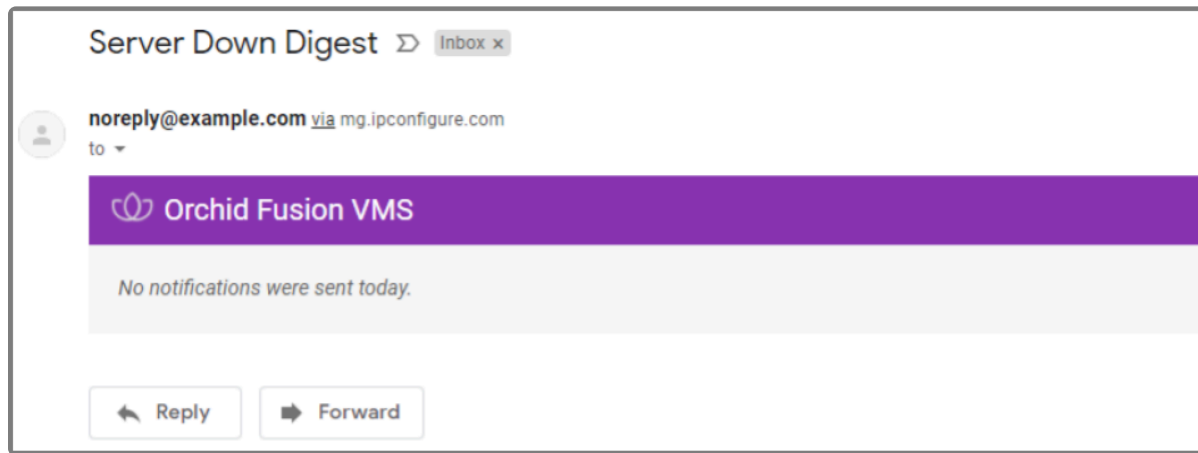 Server Down Digest Inbox x
noreply@example.com via mg.ipconfigure.com
to
Orchid Fusion VMS
No notifications were sent today.
Reply Forward